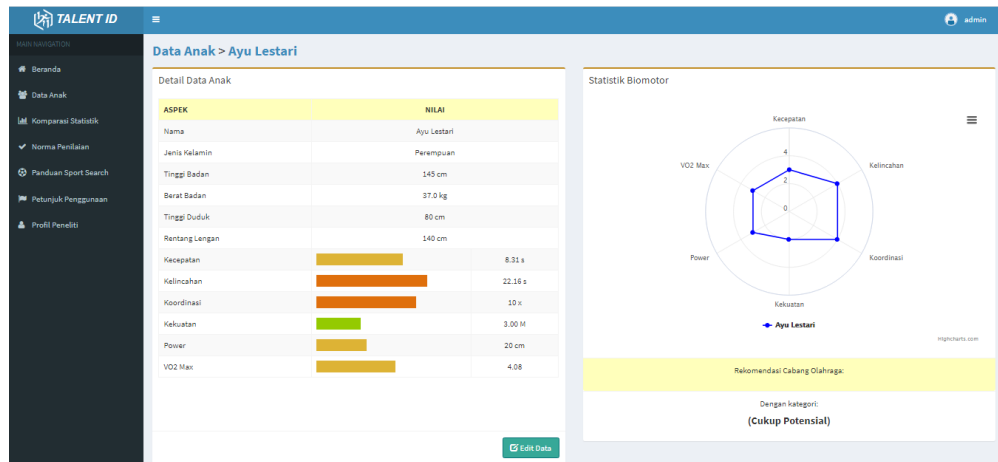 TALENT ID
admin
MAIN NAVIGATION
Beranda
Data Anak
Komparasi Statistik
Norma Penilaian
Panduan Sport Search
Petunjuk Penggunaan
Profil Peneliti
Data Anak > Ayu Lestari
Detail Data Anak
ASPEK NILAI
Nama Ayu Lestari
Jenis Kelamin Perempuan
Tinggi Badan 145 cm
Berat Badan 37.0 kg
Tinggi Duduk 80 cm
Rentang Lengan 140 cm
Kecepatan 8.31 s
Kelincahan 22.16 s
Koordinasi 10 x
Kekuatan 3.00 M
Power 20 cm
VO2 Max 4.08
Edit Data
Statistik Biomotor
Kecepatan
VO2 Max 4 Kelincahan
2
0
Power Koordinasi
Kekuatan
Ayu Lestari
Highcharts.com
Rekomendasi Cabang Olahraga:
Dengan kategori:
(Cukup Potensial)